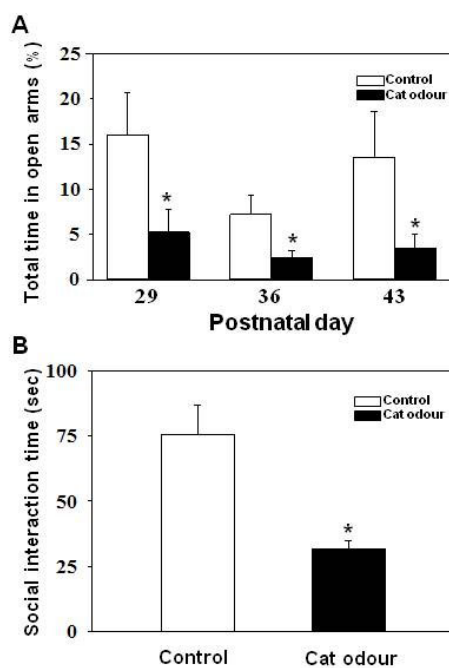 A
Total time in open arms (%)
25
20
15
10
5
0
Control
Cat odour
*
*
*
29 36 43
Postnatal day
B
Social interaction time (sec)
100
75
50
25
0
Control
Cat odour
*
Control Cat odour